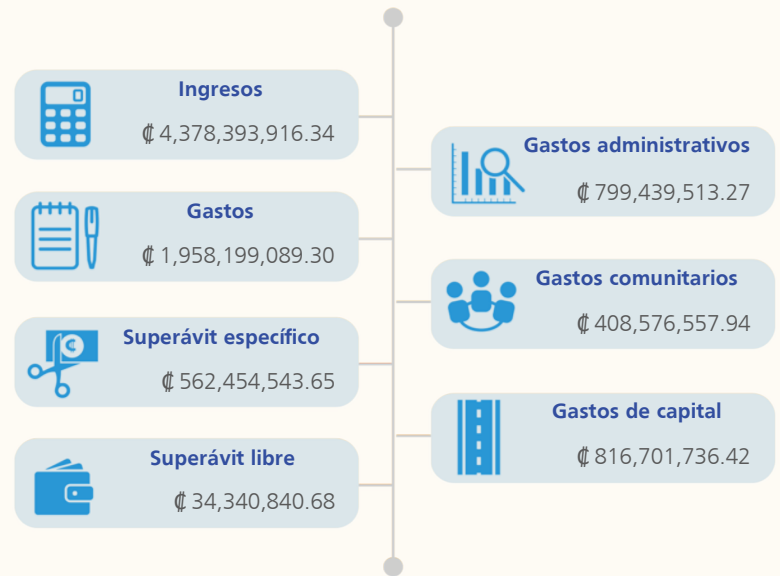 Ingresos
₡ 4,378,393,916.34
Gastos
₡ 1,958,199,089.30
Superávit específico
₡ 562,454,543.65
Superávit libre
₡ 34,340,840.68
Gastos administrativos
₡ 799,439,513.27
Gastos comunitarios
₡ 408,576,557.94
Gastos de capital
₡ 816,701,736.42